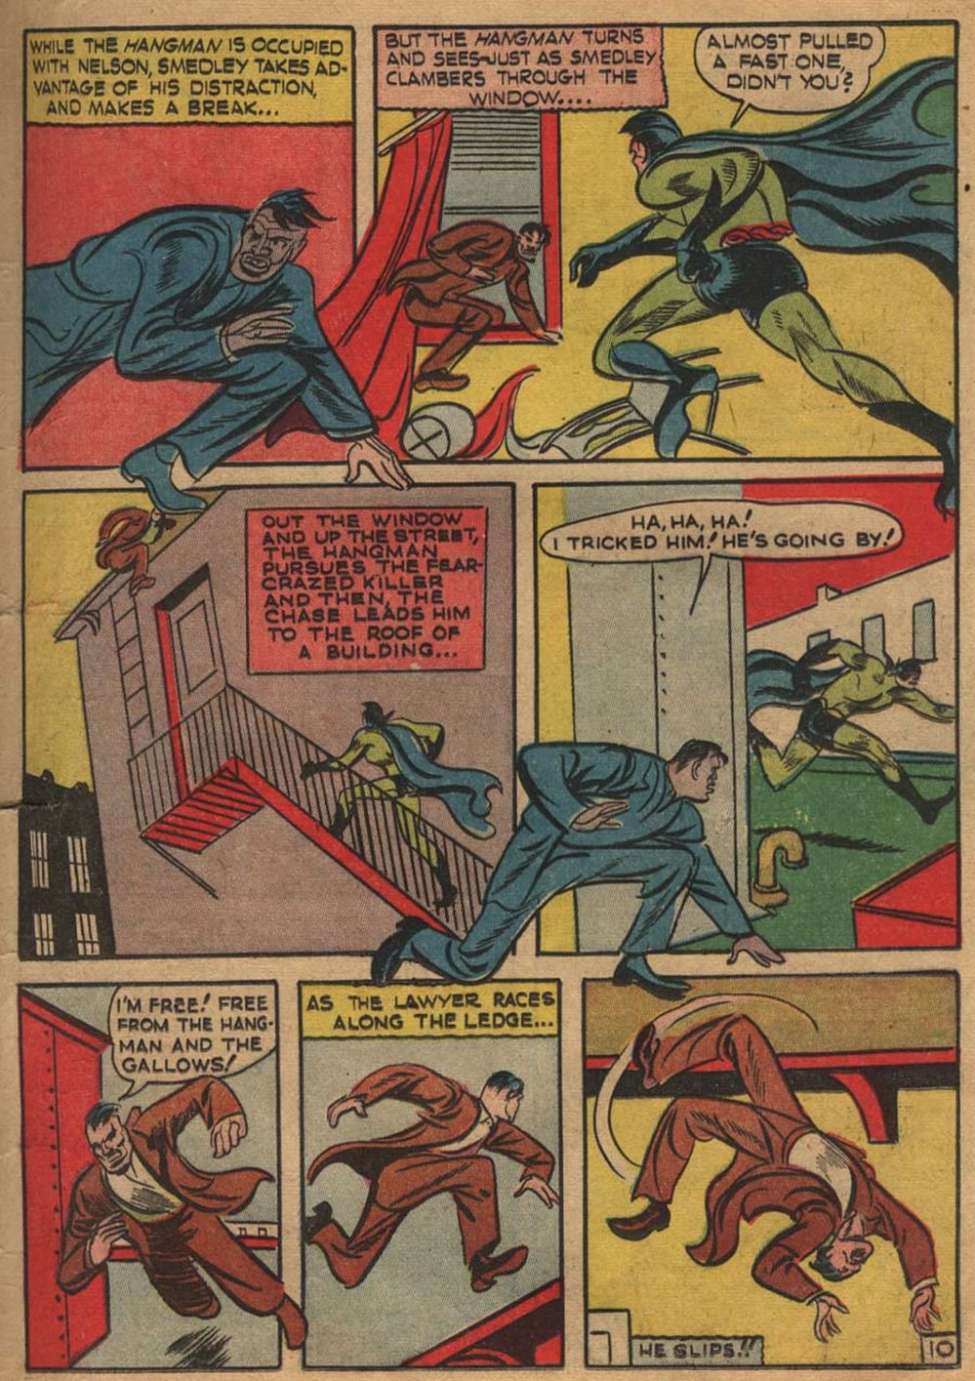 WHILE THE HANGMAN IS OCCUPIED
WITH NELSON, SMEDLEY TAKES AD-
VANTAGE OF HIS DISTRACTION,
AND MAKES A BREAK...
BUT THE HANGMAN TURNS
AND SEES-JUST AS SMEDLEY
CLAMBERS THROUGH THE
WINDOW....
ALMOST PULLED
A FAST ONE,
DIDN'T YOU?
OUT THE WINDOW
AND UP THE STREET,
THE HANGMAN
PURSUES THE FEAR-
CRAZED KILLER
AND THEN, THE
CHASE LEADS HIM
TO THE ROOF OF
A BUILDING...
HA, HA, HA!
I TRICKED HIM! HE'S GOING BY!
I'M FREE! FREE
FROM THE HANG-
MAN AND THE
GALLOWS!
AS THE LAWYER RACES
ALONG THE LEDGE...
HE SLIPS!!
10